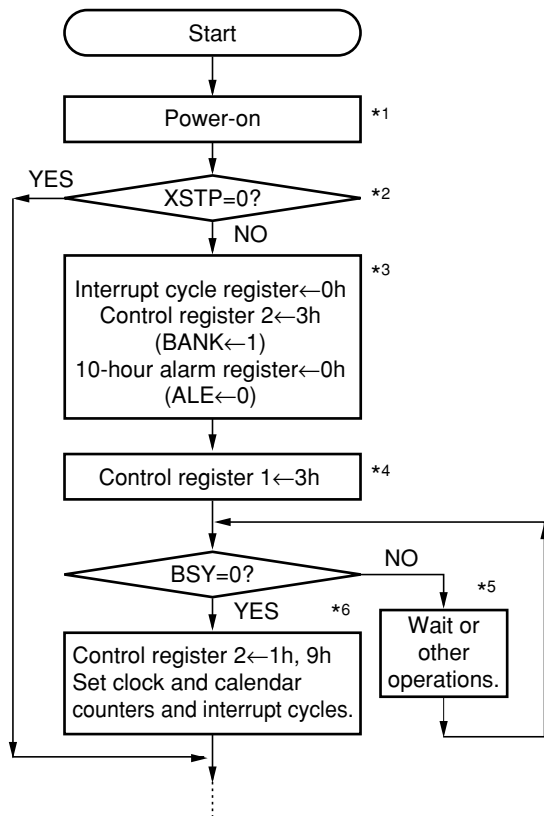 Start
Power-on
*1
YES
XSTP=0?
*2
NO
*3
Interrupt cycle register←0h
Control register 2←3h
(BANK←1)
10-hour alarm register←0h
(ALE←0)
Control register 1←3h
*4
BSY=0?
NO
YES
*6
*5
Wait or
other
operations.
Control register 2←1h, 9h
Set clock and calendar
counters and interrupt cycles.